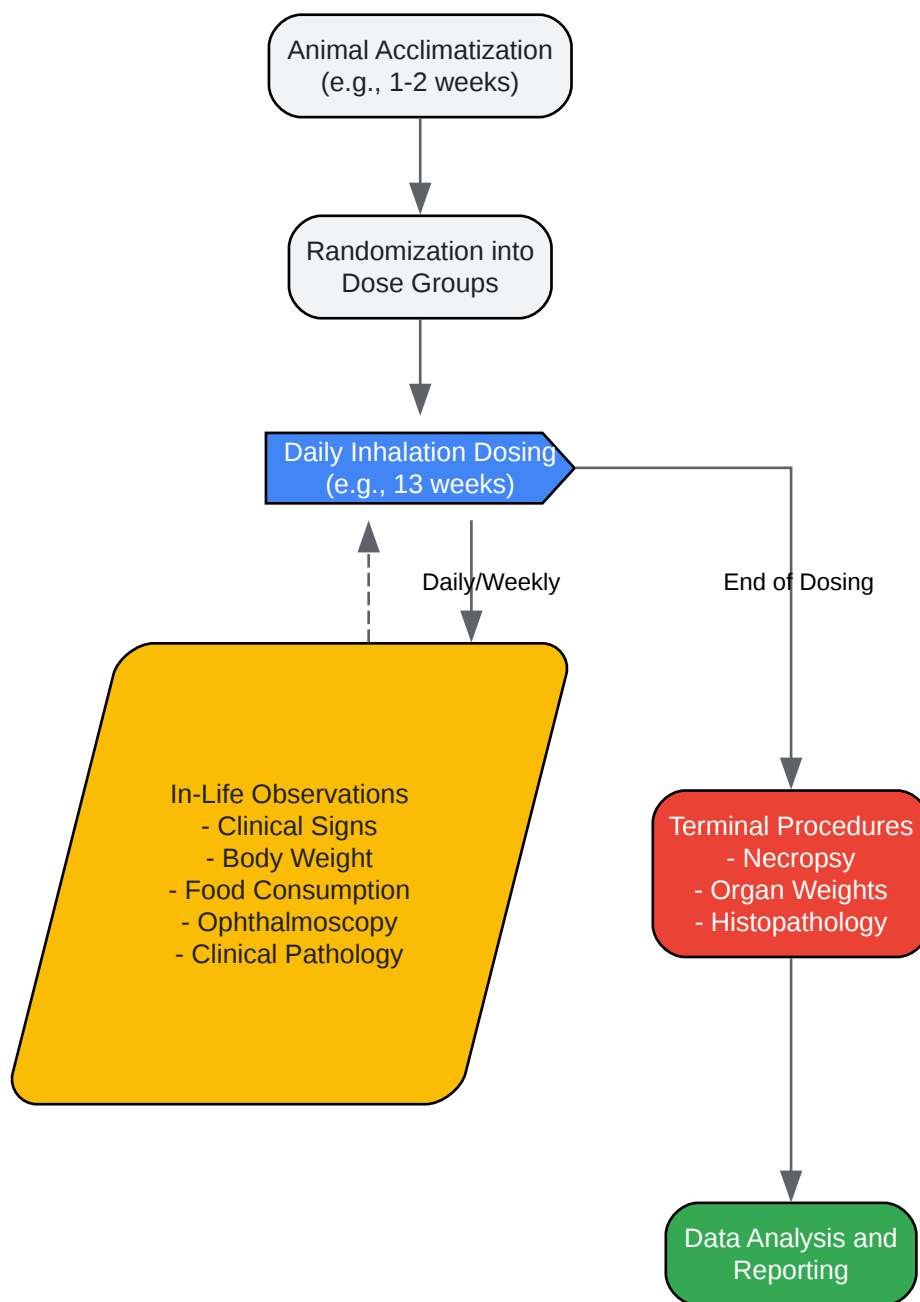 Animal Acclimatization
(e.g., 1-2 weeks)
Randomization into
Dose Groups
Daily Inhalation Dosing
(e.g., 13 weeks)
Daily/Weekly
End of Dosing
In-Life Observations
- Clinical Signs
- Body Weight
- Food Consumption
- Ophthalmoscopy
- Clinical Pathology
Terminal Procedures
- Necropsy
- Organ Weights
- Histopathology
Data Analysis and
Reporting